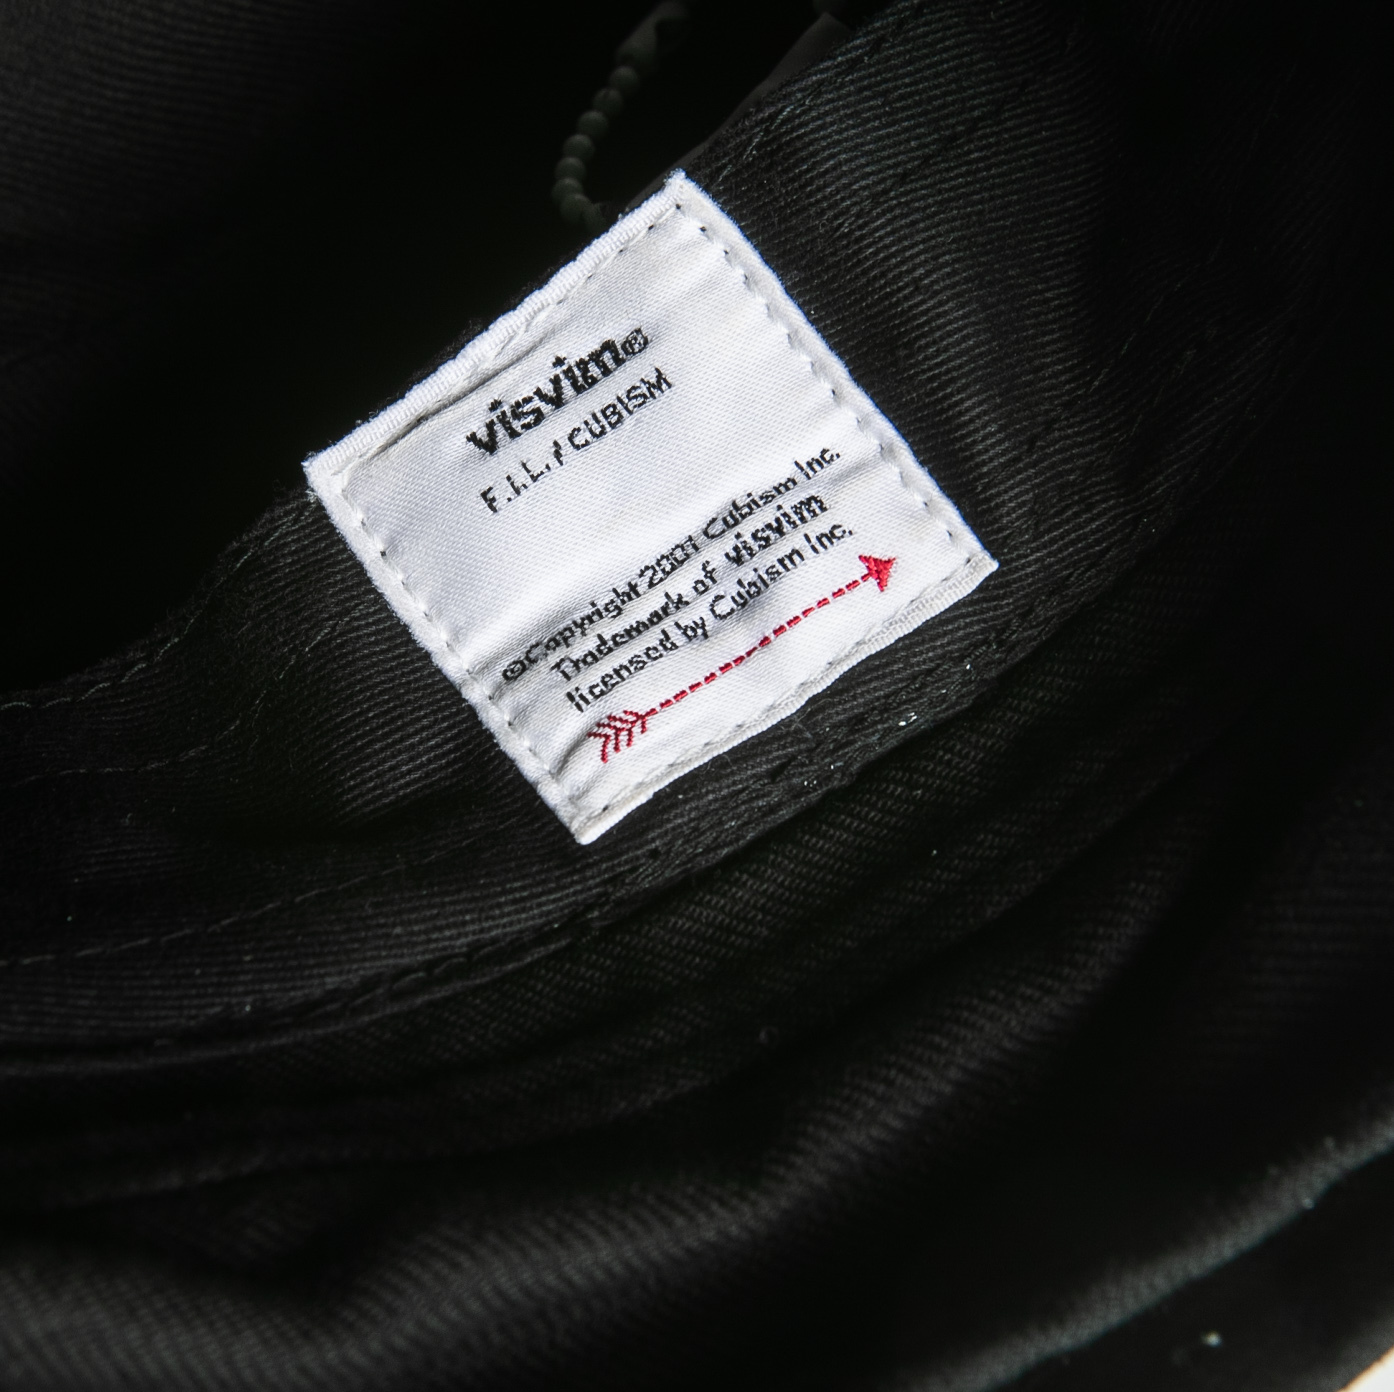 visvim®
F.I.L. / CUBISM
©Copyright 2001 Cubism Inc.
Trademark of visvim
licensed by Cubism Inc.